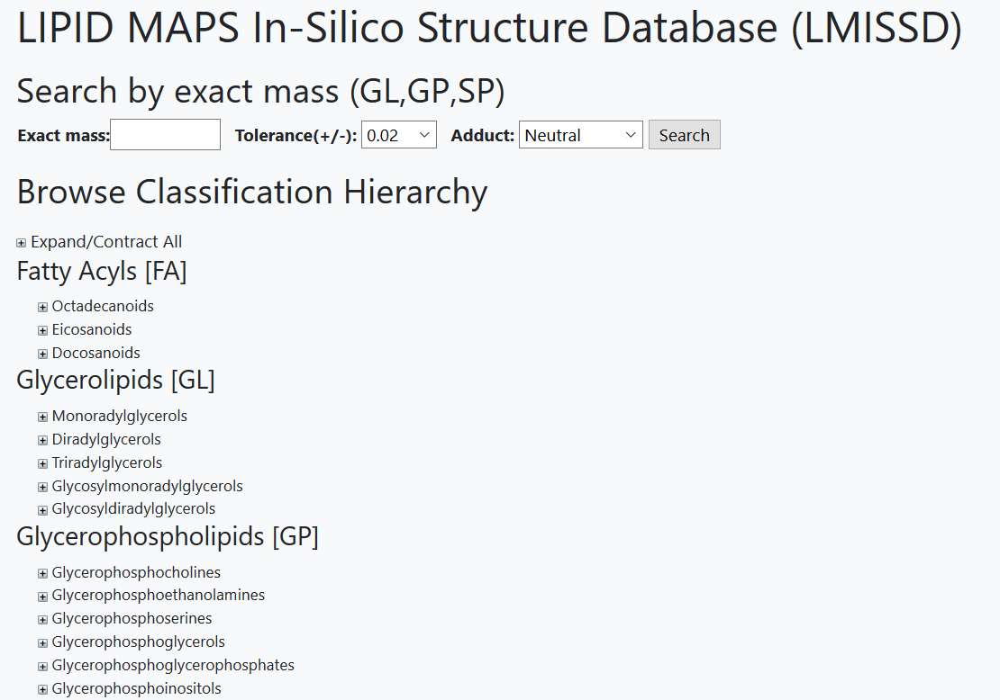 LIPID MAPS In-Silico Structure Database (LMISSD)
Search by exact mass (GL,GP,SP)
Exact mass: Tolerance(+/-): 0.02 Adduct: Neutral Search
Browse Classification Hierarchy
Expand/Contract All
Fatty Acyls [FA]
Octadecanoids
Eicosanoids
Docosanoids
Glycerolipids [GL]
Monoradylglycerols
Diradylglycerols
Triradylglycerols
Glycosylmonoradylglycerols
Glycosyldiradylglycerols
Glycerophospholipids [GP]
Glycerophosphocholines
Glycerophosphoethanolamines
Glycerophosphoserines
Glycerophosphoglycerols
Glycerophosphoglycerophosphates
Glycerophosphoinositols